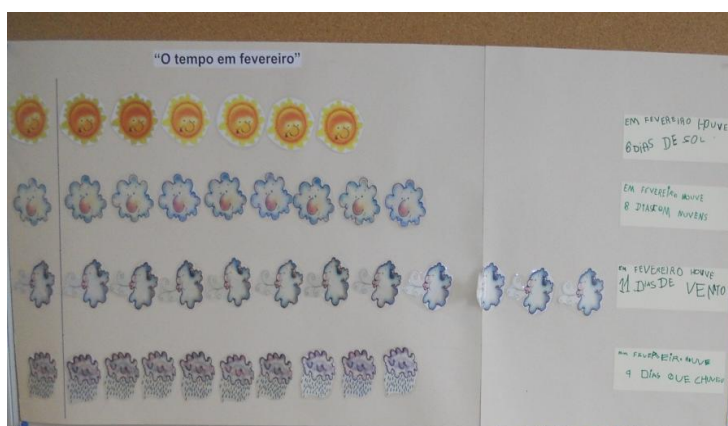 “O tempo em fevereiro”
EM FEVEREIRO HOUVE
6 DIAS DE SOL
EM FEVEREIRO HOUVE
8 DIAS COM NUVENS
EM FEVEREIRO HOUVE
11 DIAS DE VENTO
EM FEVEREIRO HOUVE
9 DIAS QUE